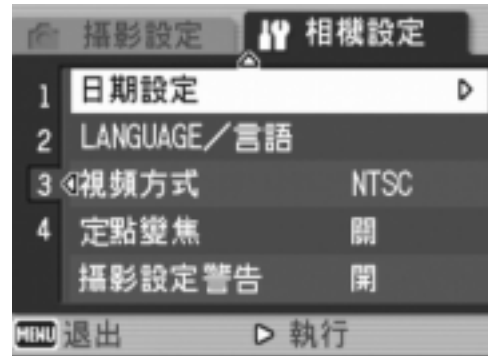 攝影設定 相機設定
1 日期設定
2 LANGUAGE/言語
3 視頻方式 NTSC
4 定點變焦 關
攝影設定警告 開
MENU 退出 執行